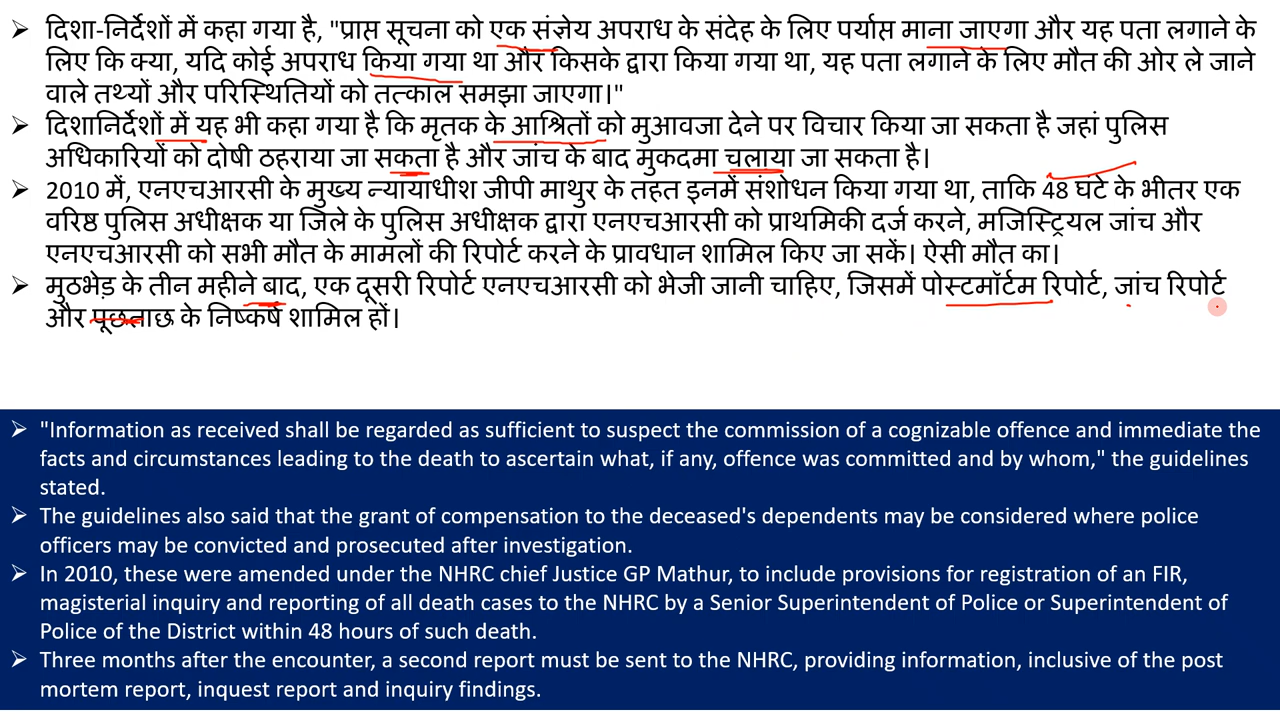 ➢ दिशा-निर्देशों में कहा गया है, "प्राप्त सूचना को एक संज्ञेय अपराध के संदेह के लिए पर्याप्त माना जाएगा और यह पता लगाने के
लिए कि क्या, यदि कोई अपराध किया गया था और किसके द्वारा किया गया था, यह पता लगाने के लिए मौत की ओर ले जाने
वाले तथ्यों और परिस्थितियों को तत्काल समझा जाएगा।"
➢ दिशानिर्देशों में यह भी कहा गया है कि मृतक के आश्रितों को मुआवजा देने पर विचार किया जा सकता है जहां पुलिस
अधिकारियों को दोषी ठहराया जा सकता है और जांच के बाद मुकदमा चलाया जा सकता है।
➢ 2010 में, एनएचआरसी के मुख्य न्यायाधीश जीपी माथुर के तहत इनमें संशोधन किया गया था, ताकि 48 घंटे के भीतर एक
वरिष्ठ पुलिस अधीक्षक या जिले के पुलिस अधीक्षक द्वारा एनएचआरसी को प्राथमिकी दर्ज करने, मजिस्ट्रियल जांच और
एनएचआरसी को सभी मौत के मामलों की रिपोर्ट करने के प्रावधान शामिल किए जा सकें। ऐसी मौत का।
➢ मुठभेड़ के तीन महीने बाद, एक दूसरी रिपोर्ट एनएचआरसी को भेजी जानी चाहिए, जिसमें पोस्टमॉर्टम रिपोर्ट, जांच रिपोर्ट
और पूछताछ के निष्कर्ष शामिल हों।
➢ "Information as received shall be regarded as sufficient to suspect the commission of a cognizable offence and immediate the
facts and circumstances leading to the death to ascertain what, if any, offence was committed and by whom," the guidelines
stated.
➢ The guidelines also said that the grant of compensation to the deceased's dependents may be considered where police
officers may be convicted and prosecuted after investigation.
➢ In 2010, these were amended under the NHRC chief Justice GP Mathur, to include provisions for registration of an FIR,
magisterial inquiry and reporting of all death cases to the NHRC by a Senior Superintendent of Police or Superintendent of
Police of the District within 48 hours of such death.
➢ Three months after the encounter, a second report must be sent to the NHRC, providing information, inclusive of the post
mortem report, inquest report and inquiry findings.